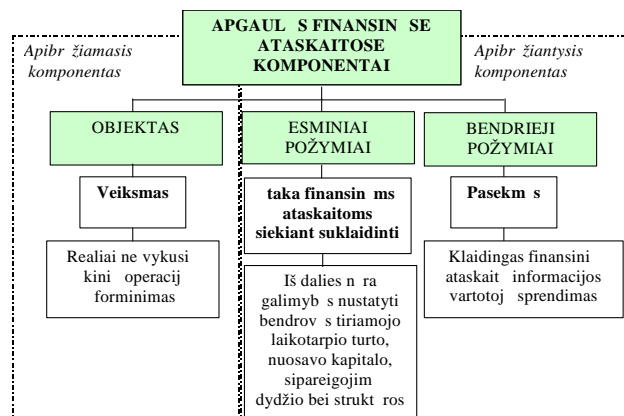 APGAUL S FINANSIN SE
ATASKAITOSE
KOMPONENTAI
Apibr žiamasis
komponentas
Apibr žiantysis
komponentas
OBJEKTAS
ESMINIAI
POŽYMIAI
BENDRIEJI
POŽYMIAI
Veiksmas
taka finansin ms
ataskaitoms
siekiant suklaidinti
Pasekm s
Realiai ne vykusi
kini operacij
forminimas
Iš dalies n ra
galimyb s nustatyti
bendrov s tiriamojo
laikotarpio turto,
nuosavo kapitalo,
sipareigojim
dydžio bei strukt ros
Klaidingas finansini
ataskait informacijos
vartotoj sprendimas